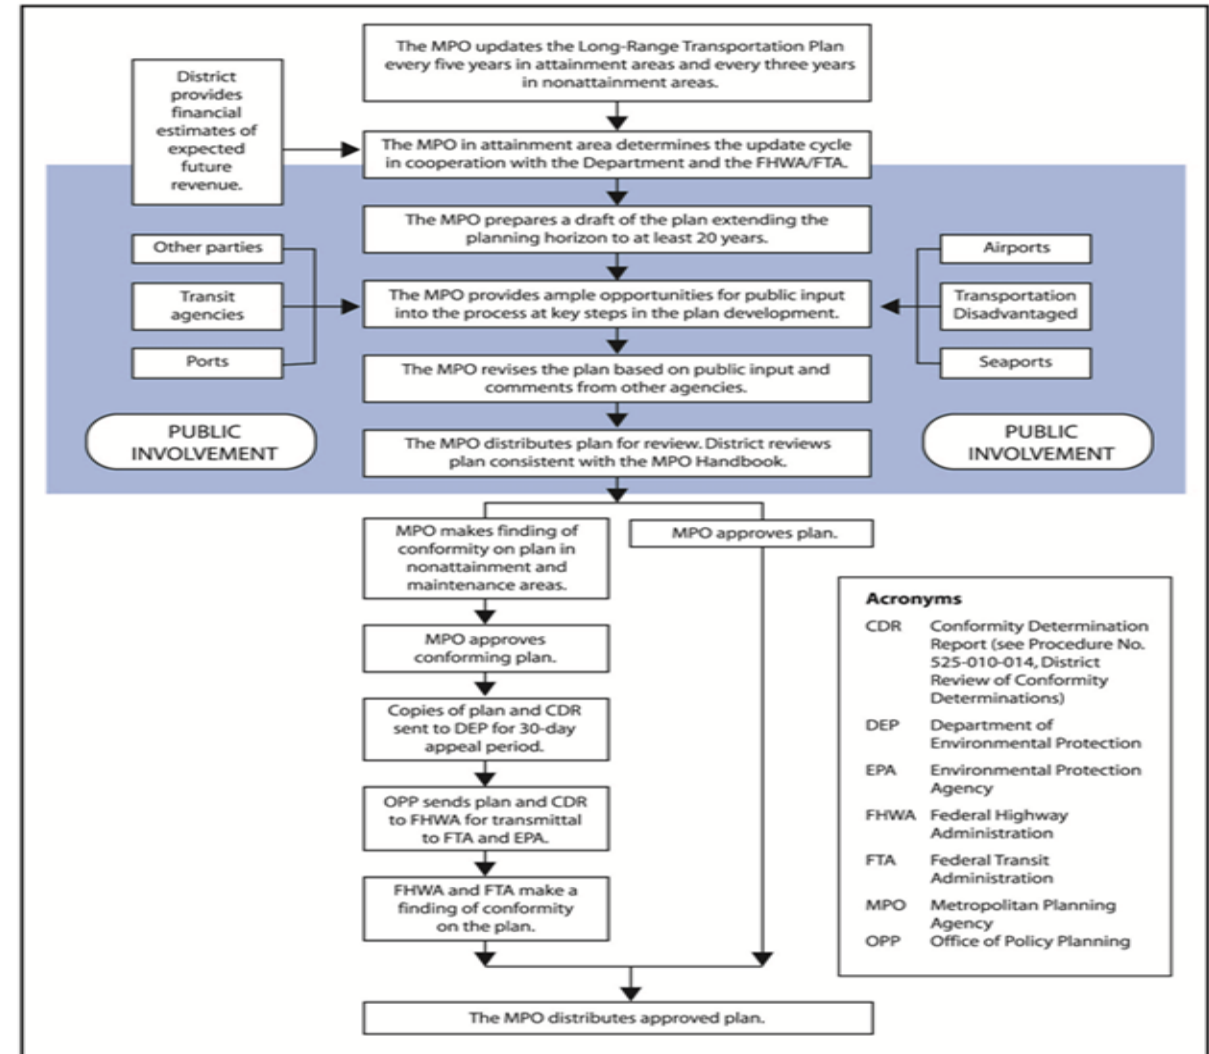 The MPO updates the Long-Range Transportation Plan
every five years in attainment areas and every three years
in nonattainment areas.
District
provides
financial
estimates of
expected
future
revenue.
The MPO in attainment area determines the update cycle
in cooperation with the Department and the FHWA/FTA.
The MPO prepares a draft of the plan extending the
planning horizon to at least 20 years.
Other parties
Transit
agencies
Ports
The MPO provides ample opportunities for public input
into the process at key steps in the plan development.
Airports
Transportation
Disadvantaged
Seaports
The MPO revises the plan based on public input and
comments from other agencies.
PUBLIC
INVOLVEMENT
The MPO distributes plan for review. District reviews
plan consistent with the MPO Handbook.
PUBLIC
INVOLVEMENT
MPO makes finding of
conformity on plan in
nonattainment and
maintenance areas.
MPO approves plan.
MPO approves
conforming plan.
Copies of plan and CDR
sent to DEP for 30-day
appeal period.
OPP sends plan and CDR
to FHWA for transmittal
to FTA and EPA.
FHWA and FTA make a
finding of conformity
on the plan.
The MPO distributes approved plan.
Acronyms
CDR Conformity Determination
Report (see Procedure No.
525-010-014, District
Review of Conformity
Determinations)
DEP Department of
Environmental Protection
EPA Environmental Protection
Agency
FHWA Federal Highway
Administration
FTA Federal Transit
Administration
MPO Metropolitan Planning
Agency
OPP Office of Policy Planning